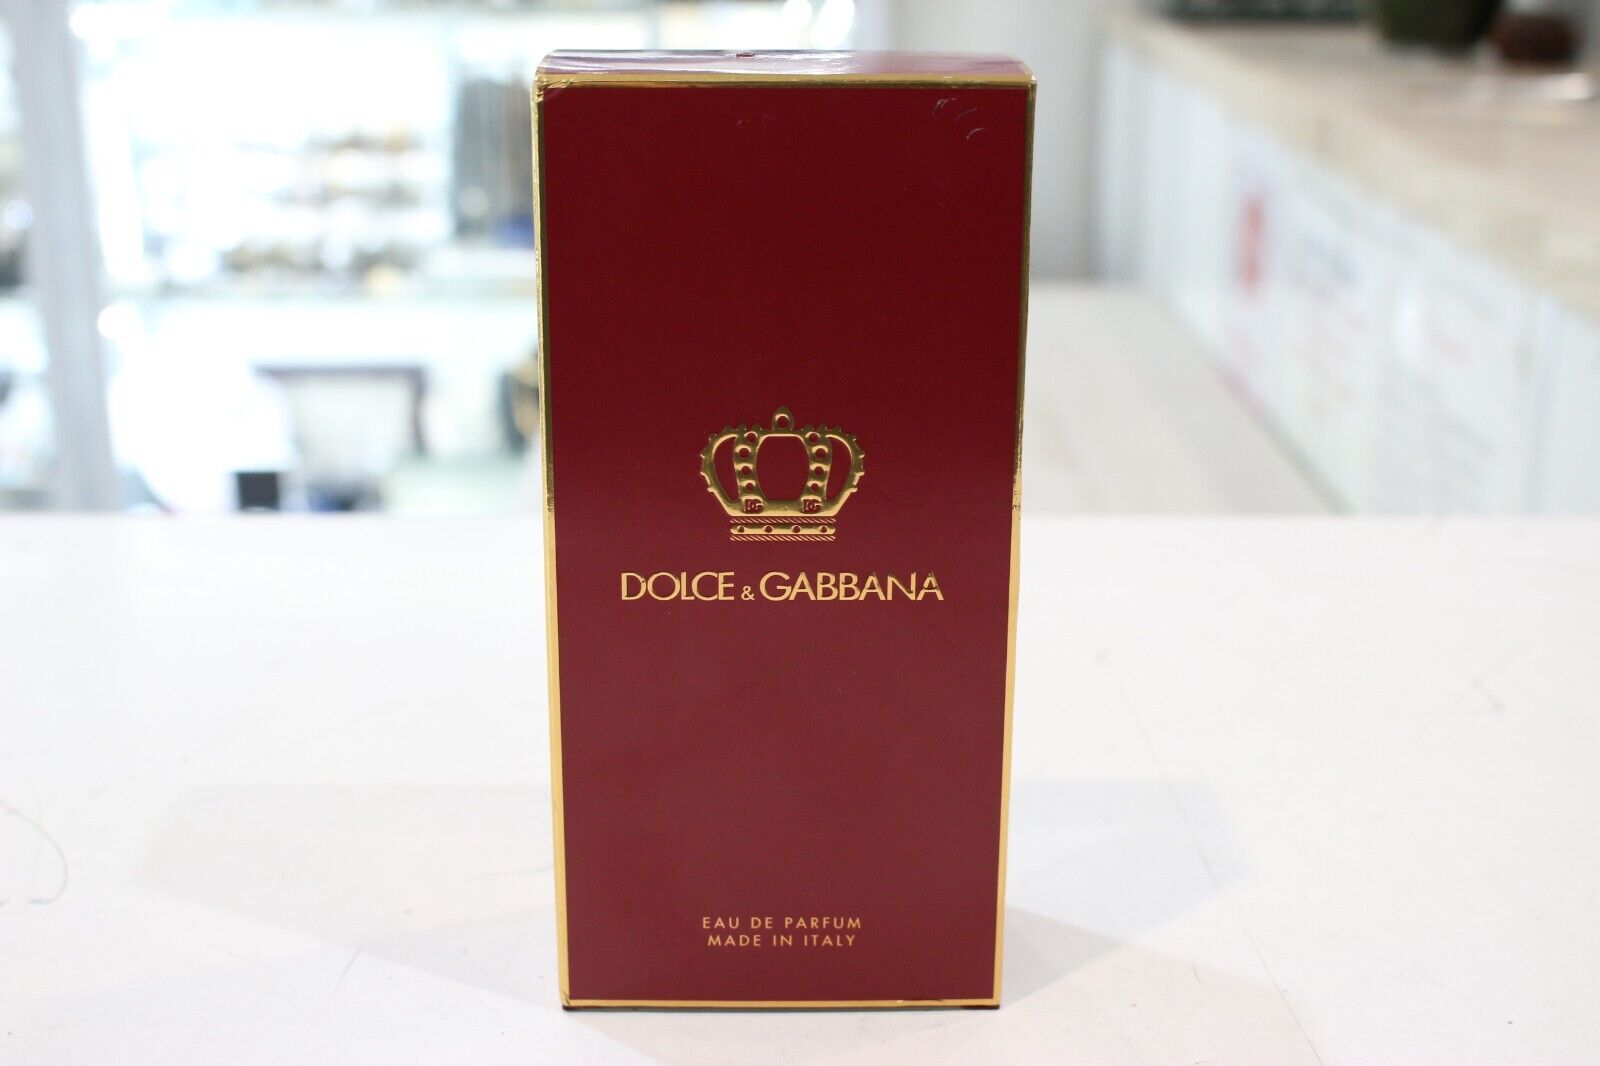 DOLCE & GABBANA
EAU DE PARFUM
MADE IN ITALY